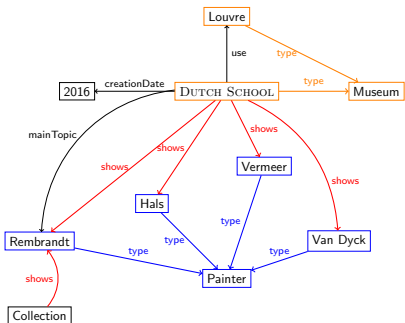 Louvre
use
type
2016
creationDate
DUTCH SCHOOL
type
Museum
mainTopic
shows
shows
shows
Vermeer
shows
Hals
type
Rembrandt
type
type
type
Van Dyck
Painter
shows
Collection